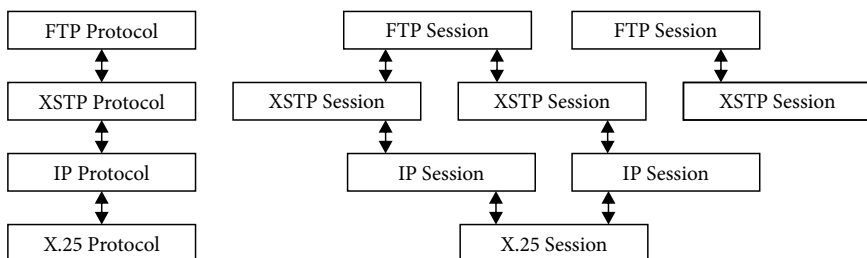 FTP Protocol
FTP Session
FTP Session
XSTP Protocol
XSTP Session
XSTP Session
XSTP Session
IP Protocol
IP Session
IP Session
X.25 Protocol
X.25 Session